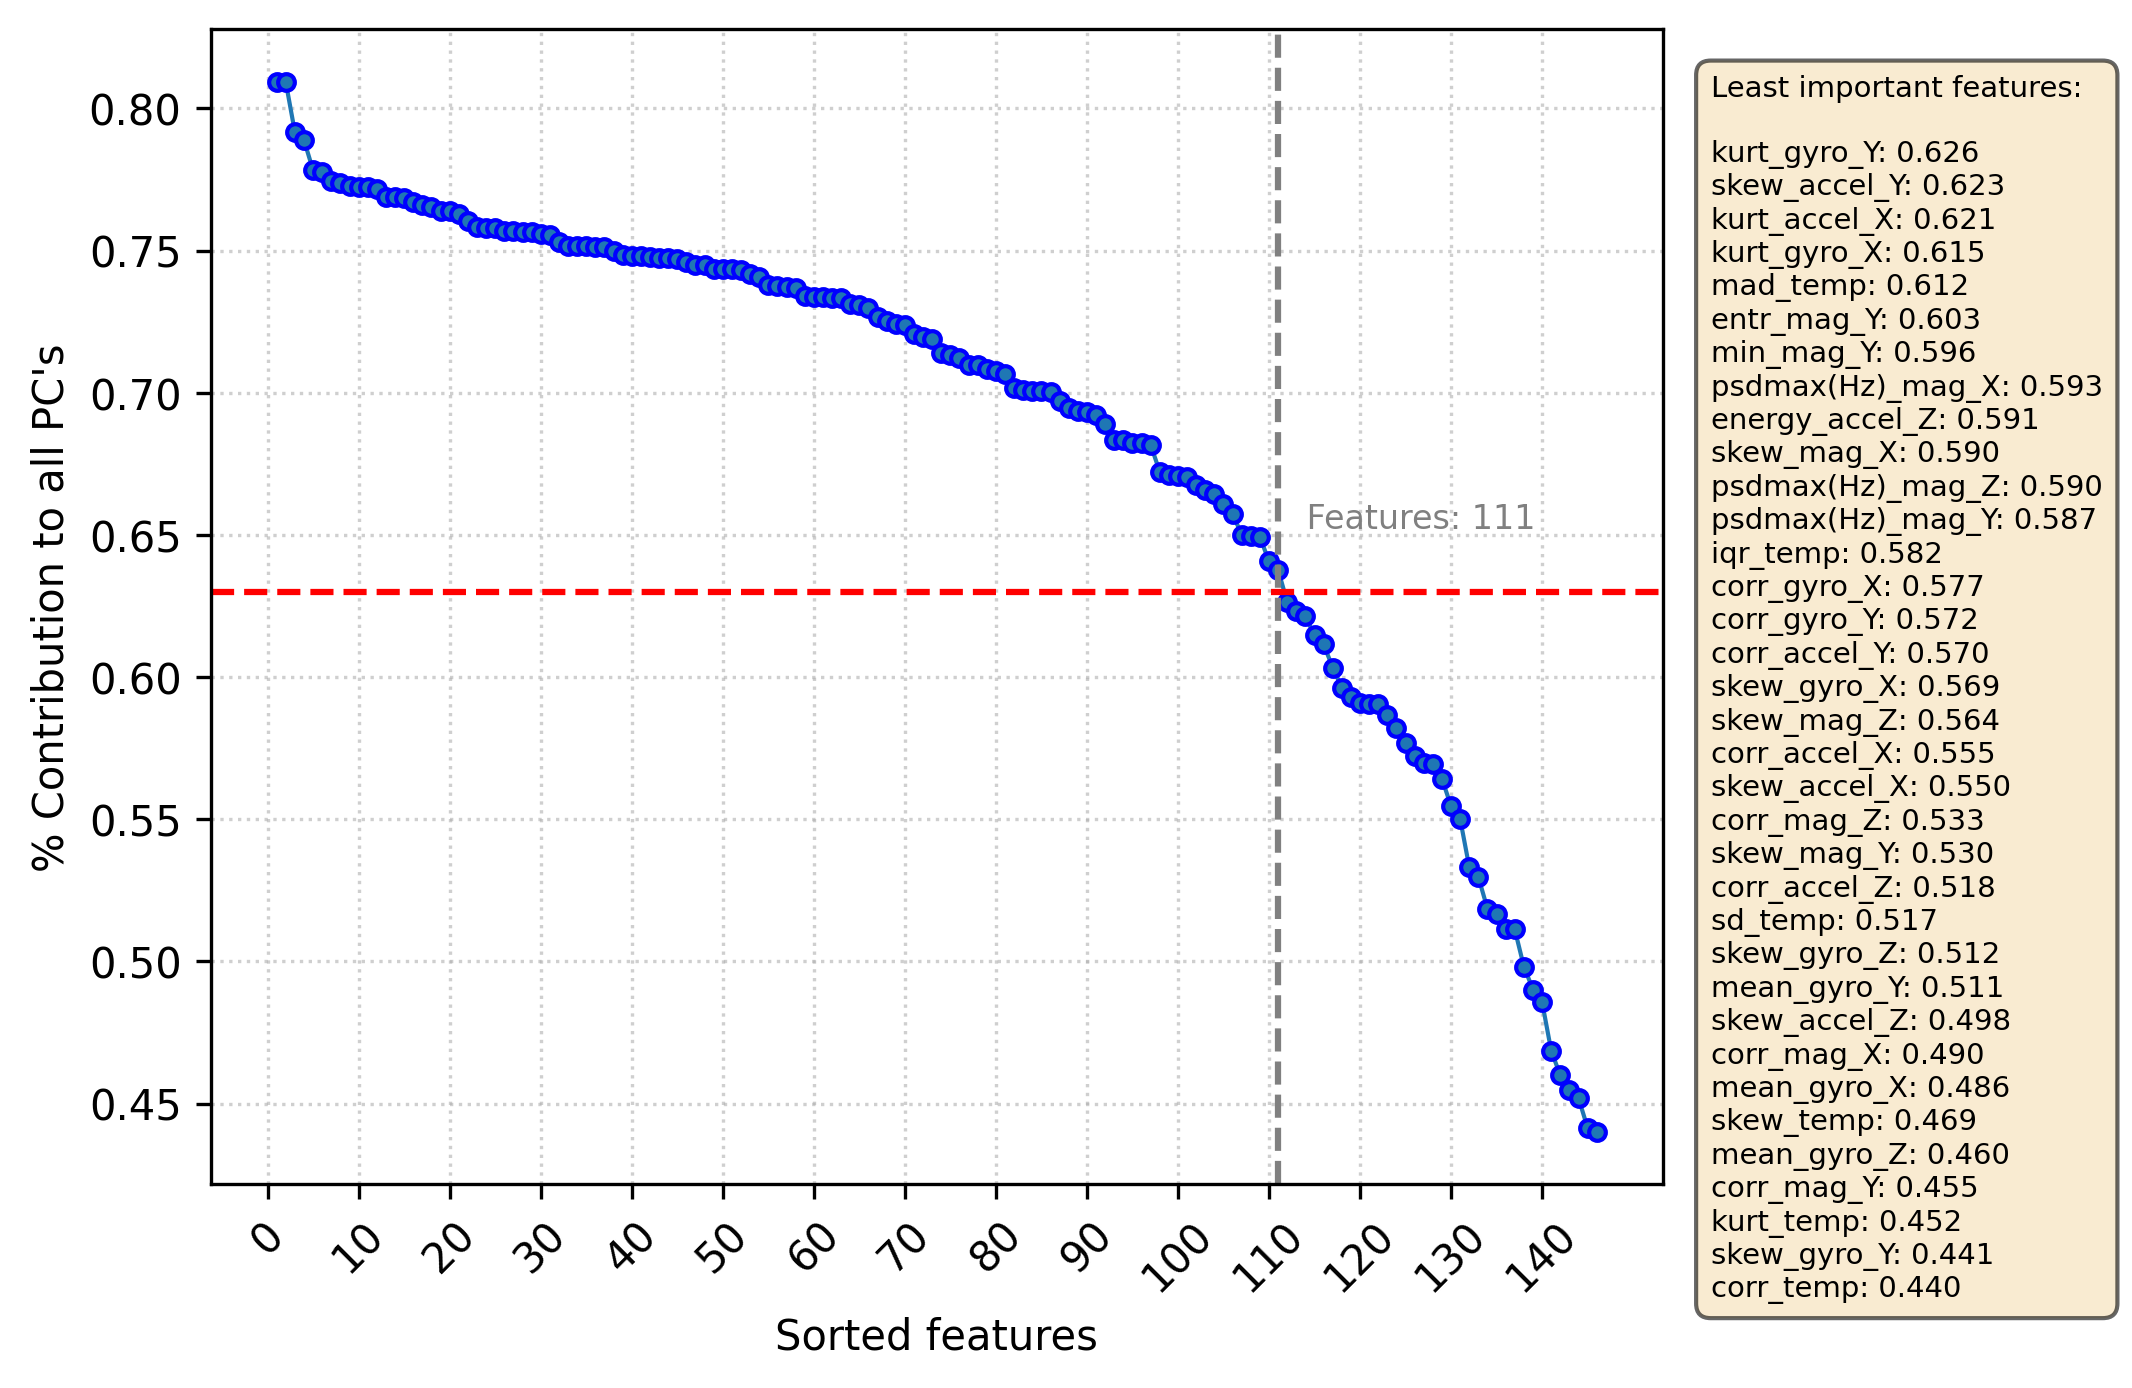 % Contribution to all PC's
0.80
0.75
0.70
0.65
0.60
0.55
0.50
0.45
Features: 111
0
10
20
30
40
50
60
70
80
90
100
110
120
130
140
Sorted features
Least important features:
kurt_gyro_Y: 0.626
skew_accel_Y: 0.623
kurt_accel_X: 0.621
kurt_gyro_X: 0.615
mad_temp: 0.612
entr_mag_Y: 0.603
min_mag_Y: 0.596
psdmax(Hz)_mag_X: 0.593
energy_accel_Z: 0.591
skew_mag_X: 0.590
psdmax(Hz)_mag_Z: 0.590
psdmax(Hz)_mag_Y: 0.587
iqr_temp: 0.582
corr_gyro_X: 0.577
corr_gyro_Y: 0.572
corr_accel_Y: 0.570
skew_gyro_X: 0.569
skew_mag_Z: 0.564
corr_accel_X: 0.555
skew_accel_X: 0.550
corr_mag_Z: 0.533
skew_mag_Y: 0.530
corr_accel_Z: 0.518
sd_temp: 0.517
skew_gyro_Z: 0.512
mean_gyro_Y: 0.511
skew_accel_Z: 0.498
corr_mag_X: 0.490
mean_gyro_X: 0.486
skew_temp: 0.469
mean_gyro_Z: 0.460
corr_mag_Y: 0.455
kurt_temp: 0.452
skew_gyro_Y: 0.441
corr_temp: 0.440